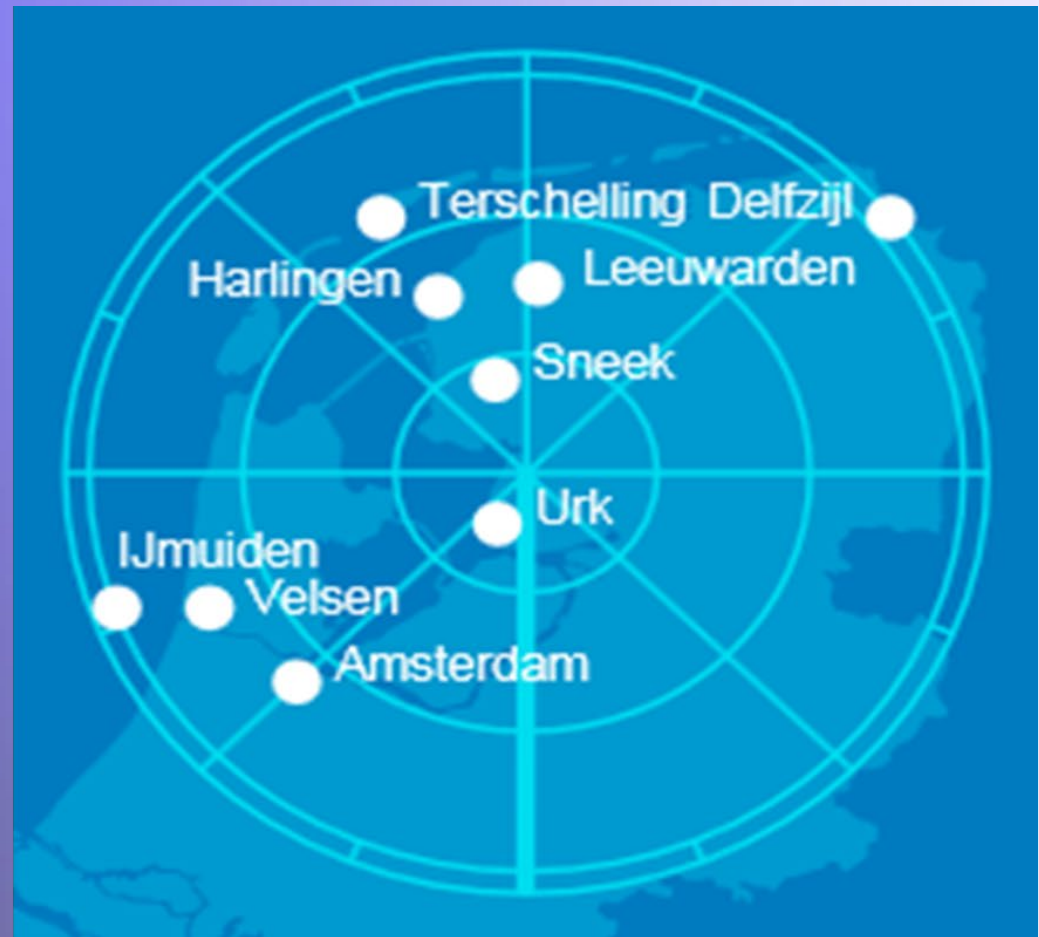 Terschelling
Delfzijl
Harlingen
Leeuwarden
Sneek
Urk
IJmuiden
Velsen
Amsterdam